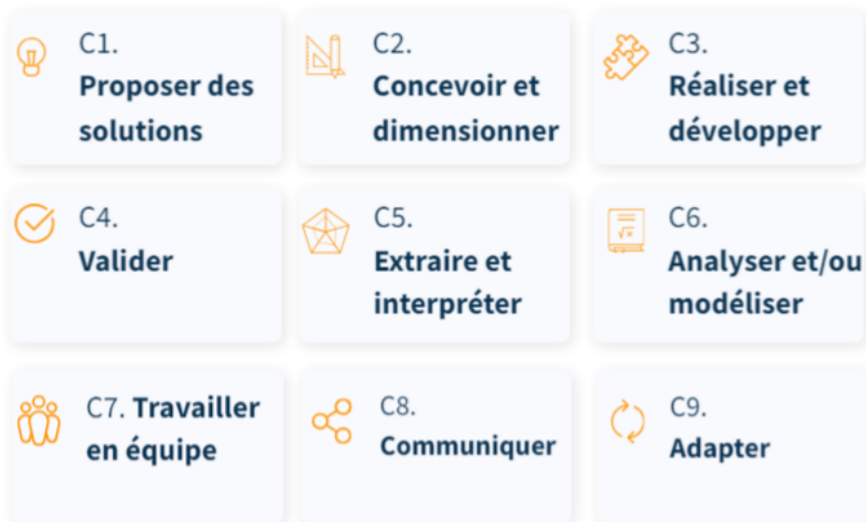 C1.
Proposer des
solutions
C2.
Concevoir et
dimensionner
C3.
Réaliser et
développer
C4.
Valider
C5.
Extraire et
interpréter
C6.
Analyser et/ou
modéliser
C7. Travailler
en équipe
C8.
Communiquer
C9.
Adapter